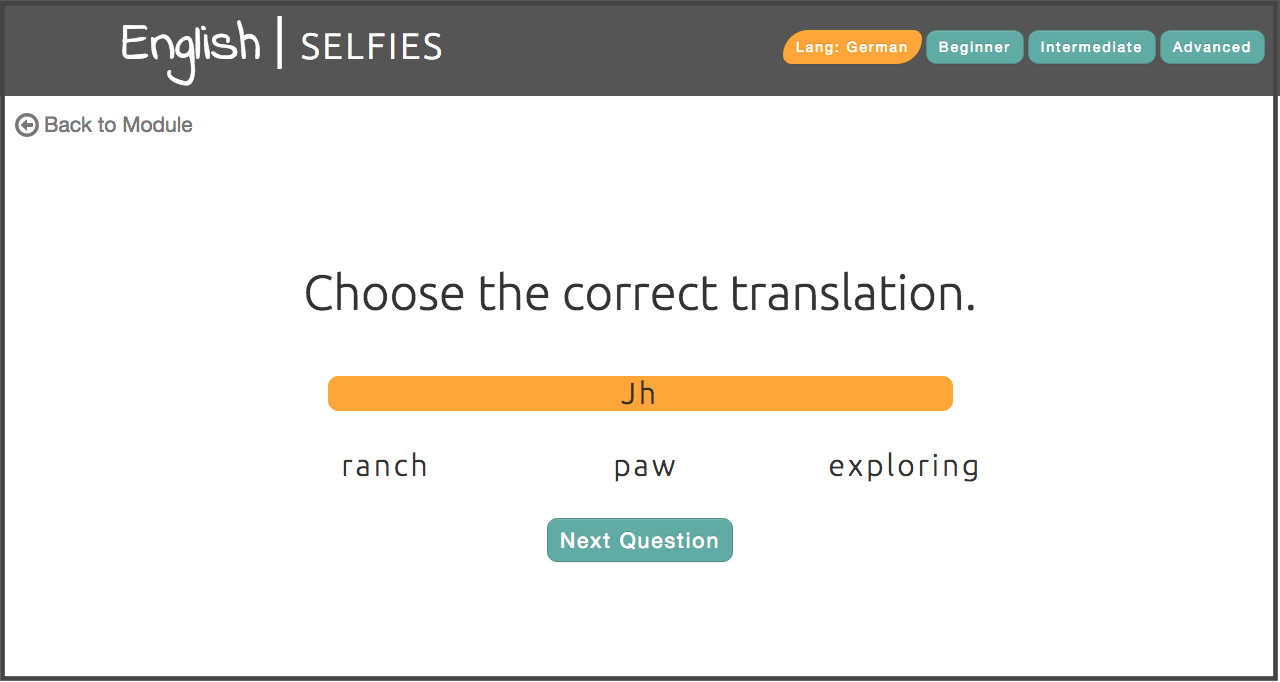 English | SELFIES
Lang: German Beginner Intermediate Advanced
Back to Module
Choose the correct translation.
Jh
ranch paw exploring
Next Question